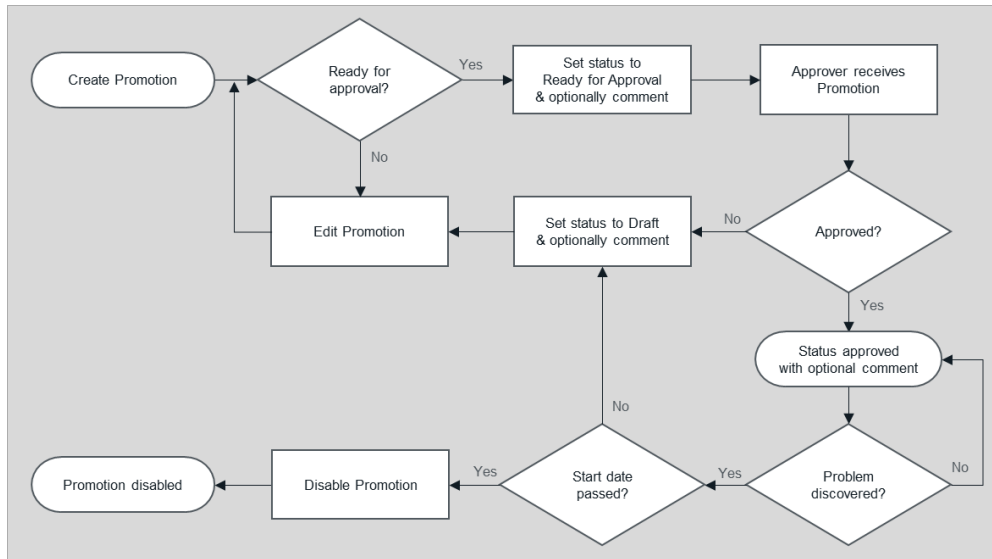 Create Promotion
Ready for
approval?
Yes
Set status to
Ready for Approval
& optionally comment
Approver receives
Promotion
No
Edit Promotion
Set status to Draft
& optionally comment
No
Approved?
Yes
Status approved
with optional comment
No
Promotion disabled
Disable Promotion
Yes
Start date
passed?
Yes
Problem
discovered?
No